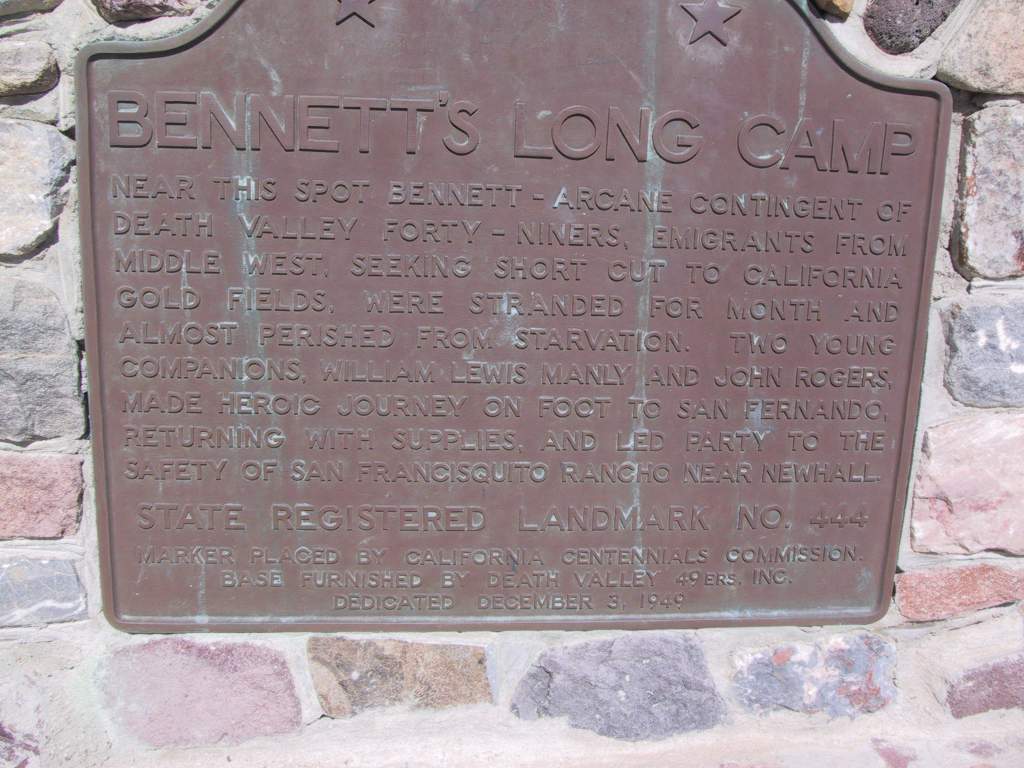 BENNETT'S LONG CAMP
NEAR THIS SPOT BENNETT - ARCANE CONTINGENT OF
DEATH VALLEY FORTY - NINERS, EMIGRANTS FROM
MIDDLE WEST, SEEKING SHORT CUT TO CALIFORNIA
GOLD FIELDS, WERE STRANDED FOR MONTH AND
ALMOST PERISHED FROM STARVATION. TWO YOUNG
COMPANIONS, WILLIAM LEWIS MANLY AND JOHN ROGERS,
MADE HEROIC JOURNEY ON FOOT TO SAN FERNANDO,
RETURNING WITH SUPPLIES, AND LED PARTY TO THE
SAFETY OF SAN FRANCISQUITO RANCHO NEAR NEWHALL.
STATE REGISTERED LANDMARK NO. 444
MARKER PLACED BY CALIFORNIA CENTENNIALS COMMISSION.
BASE FURNISHED BY DEATH VALLEY 49ERS. INC.
DEDICATED DECEMBER 3, 1949